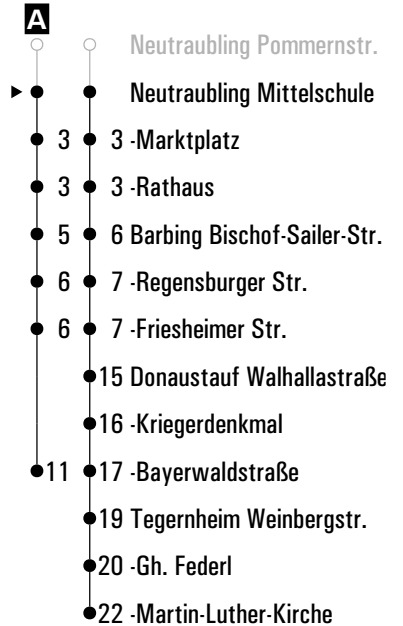 A
Neutraubling Pommernstr.
Neutraubling Mittelschule
3 3 -Marktplatz
3 3 -Rathaus
5 6 Barbing Bischof-Sailer-Str.
6 7 -Regensburger Str.
6 7 -Friesheimer Str.
15 Donaustauf Walhallastraße
16 -Kriegerdenkmal
11 17 -Bayerwaldstraße
19 Tegernheim Weinbergstr.
20 -Gh. Federl
22 -Martin-Luther-Kirche